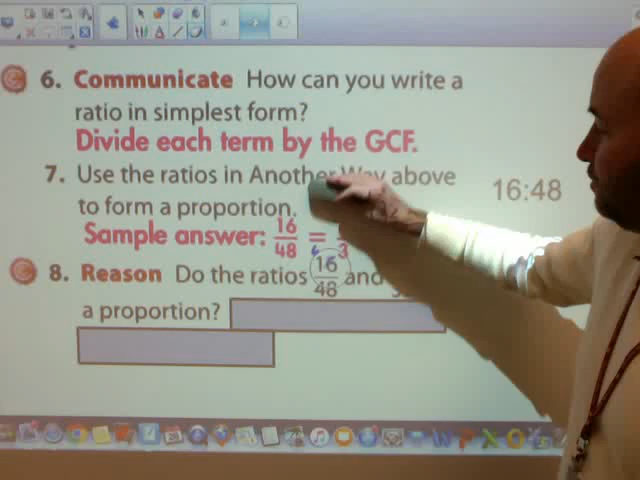 6. Communicate How can you write a
ratio in simplest form?
Divide each term by the GCF.
7. Use the ratios in Another Way above
to form a proportion.
16:48
Sample answer: 16/48 = /3
8. Reason Do the ratios 16/48 and
a proportion?